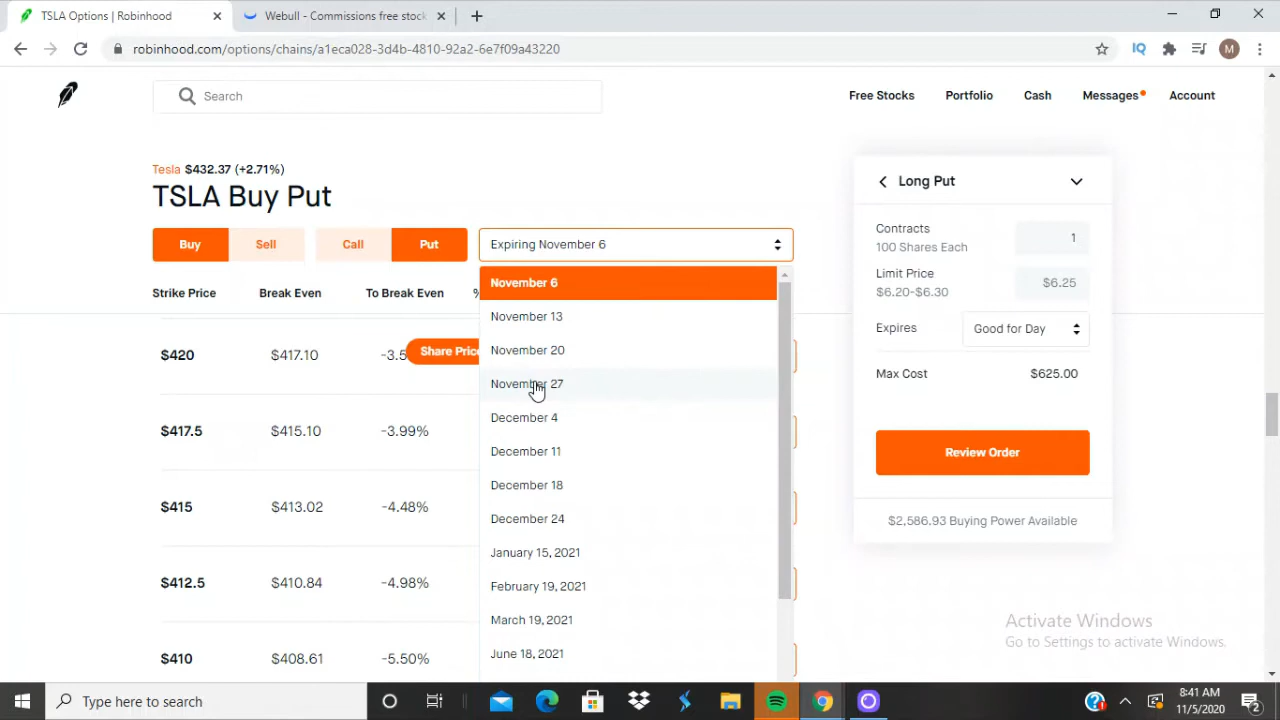 TSLA Options | Robinhood
Webull - Commissions free stock
robinhood.com/options/chains/a1eca028-3d4b-4810-92a2-6e7f09a43220
IQ
M
Search
Free Stocks Portfolio Cash Messages Account
Tesla $432.37 (+2.71%)
TSLA Buy Put
Buy Sell Call Put Expiring November 6
Strike Price Break Even To Break Even %
November 6
November 13
November 20
November 27
December 4
December 11
December 18
December 24
January 15, 2021
February 19, 2021
March 19, 2021
June 18, 2021
$420 $417.10
Share
$417.5 $415.10 -3.99%
$415 $413.02 -4.48%
$412.5 $410.84 -4.98%
$410 $408.61 -5.50%
Long Put
Contracts 1
100 Shares Each
Limit Price $6.25
$6.20-$6.30
Expires Good for Day
Max Cost $625.00
Review Order
$2,586.93 Buying Power Available
Activate Windows
Go to Settings to activate Windows.
Type here to search
8:41 AM
11/5/2020
2